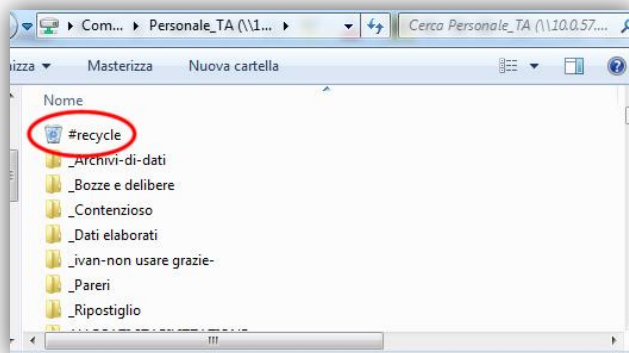 Com... Personale_TA (\\1... Cerca Personale_TA (\\10.0.57....
nizza Masterizza Nuova cartella
Nome
#recycle
_Archivi-di-dati
_Bozze e delibere
_Contenzioso
_Dati elaborati
_ivan-non usare grazie-
_Pareri
_Ripostiglio